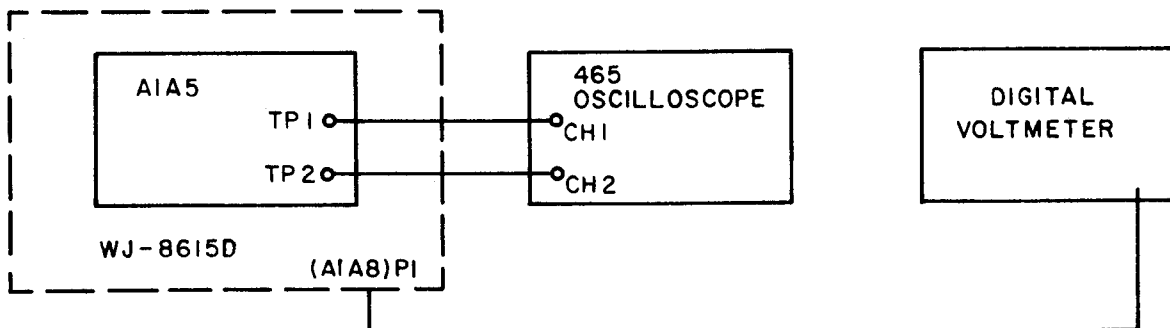 A1A5
TP1
TP2
WJ-8615D
(A1A8)P1
465
OSCILLOSCOPE
CH1
CH2
DIGITAL
VOLTMETER